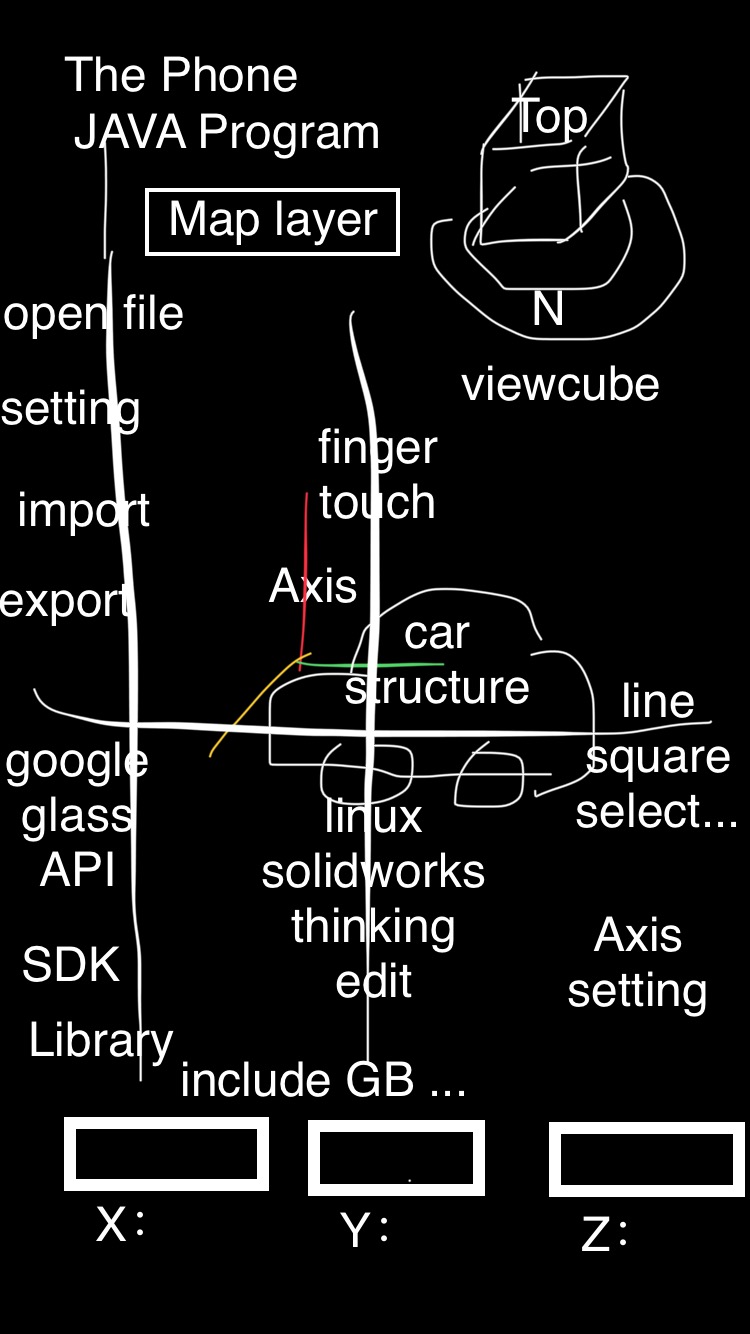 The Phone
JAVA Program
Top
Map layer
N
open file
viewcube
setting
finger
touch
import
Axis
export
car
structure
line
square
select...
google
glass
API
linux
solidworks
thinking
edit
Axis
setting
SDK
Library
include GB ...
X:
Y:
Z: